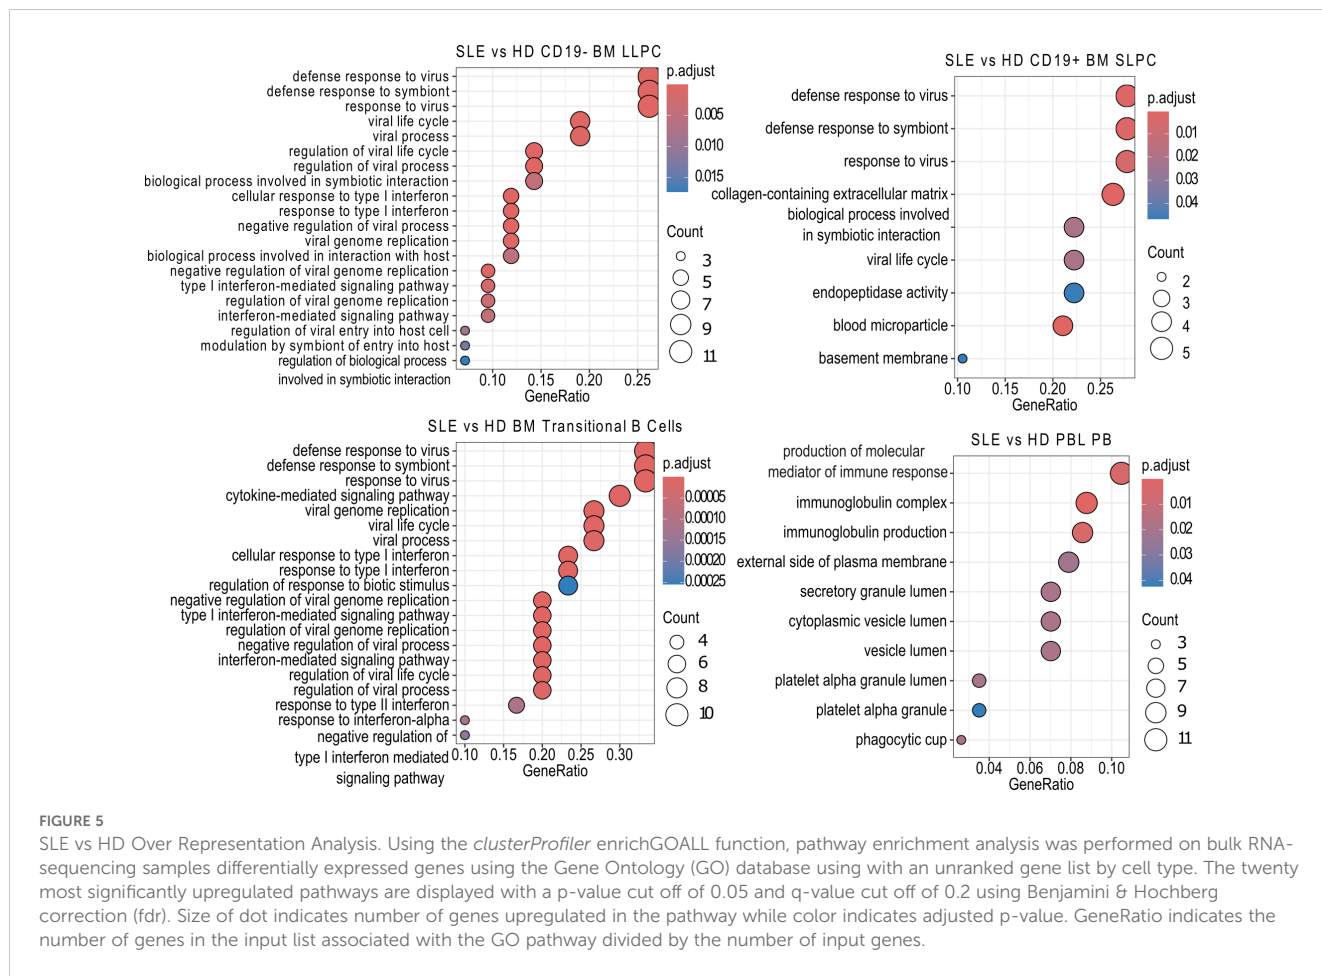 SLE vs HD CD19- BM LLPC
defense response to virus
defense response to symbiont
response to virus
viral life cycle
viral process
regulation of viral life cycle
regulation of viral process
biological process involved in symbiotic interaction
cellular response to type I interferon
response to type I interferon
negative regulation of viral process
viral genome replication
biological process involved in interaction with host
negative regulation of viral genome replication
type I interferon-mediated signaling pathway
regulation of viral genome replication
interferon-mediated signaling pathway
regulation of viral entry into host cell
modulation by symbiont of entry into host
regulation of biological process
involved in symbiotic interaction
0.10 0.15 0.20 0.25
GeneRatio
p.adjust
0.005
0.010
0.015
Count
3
5
7
9
11
SLE vs HD CD19+ BM SLPC
defense response to virus
defense response to symbiont
response to virus
collagen-containing extracellular matrix
biological process involved
in symbiotic interaction
viral life cycle
endopeptidase activity
blood microparticle
basement membrane
0.10 0.15 0.20 0.25
GeneRatio
p.adjust
0.01
0.02
0.03
0.04
Count
2
3
4
5
SLE vs HD BM Transitional B Cells
defense response to virus
defense response to symbiont
response to virus
cytokine-mediated signaling pathway
viral genome replication
viral life cycle
viral process
cellular response to type I interferon
response to type I interferon
regulation of response to biotic stimulus
negative regulation of viral genome replication
type I interferon-mediated signaling pathway
regulation of viral genome replication
negative regulation of viral process
interferon-mediated signaling pathway
regulation of viral life cycle
regulation of viral process
response to type II interferon
response to interferon-alpha
negative regulation of
type I interferon mediated
signaling pathway
0.10 0.15 0.20 0.25 0.30
GeneRatio
p.adjust
0.00005
0.00010
0.00015
0.00020
0.00025
Count
4
6
8
10
SLE vs HD PBL PB
production of molecular
mediator of immune response
immunoglobulin complex
immunoglobulin production
external side of plasma membrane
secretory granule lumen
cytoplasmic vesicle lumen
vesicle lumen
platelet alpha granule lumen
platelet alpha granule
phagocytic cup
0.04 0.06 0.08 0.10
GeneRatio
p.adjust
0.01
0.02
0.03
0.04
Count
3
5
7
9
11
FIGURE 5
SLE vs HD Over Representation Analysis. Using the clusterProfiler enrichGOALL function, pathway enrichment analysis was performed on bulk RNA-
sequencing samples differentially expressed genes using the Gene Ontology (GO) database using with an unranked gene list by cell type. The twenty
most significantly upregulated pathways are displayed with a p-value cut off of 0.05 and q-value cut off of 0.2 using Benjamini & Hochberg
correction (fdr). Size of dot indicates number of genes upregulated in the pathway while color indicates adjusted p-value. GeneRatio indicates the
number of genes in the input list associated with the GO pathway divided by the number of input genes.